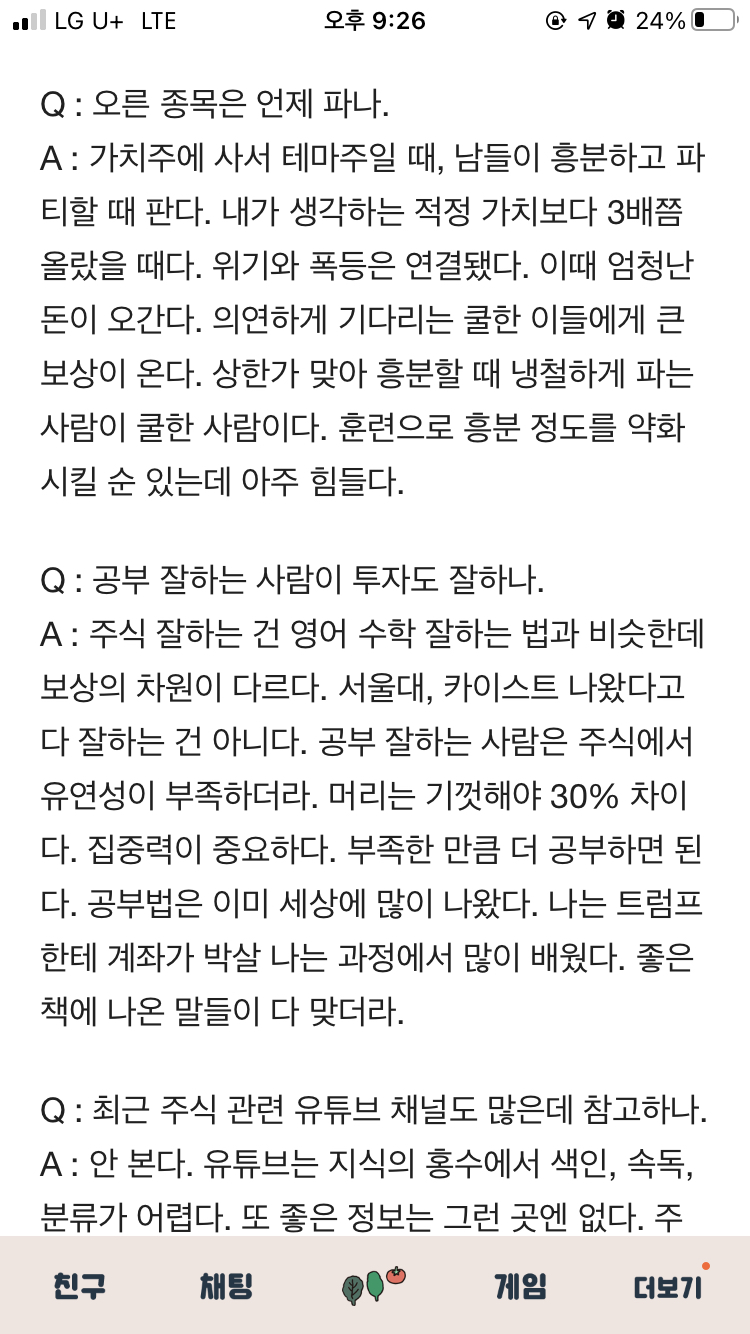 LG U+ LTE 오후 9:26 24%
Q : 오른 종목은 언제 파나.
A : 가치주에 사서 테마주일 때, 남들이 흥분하고 파
티할 때 판다. 내가 생각하는 적정 가치보다 3배쯤
올랐을 때다. 위기와 폭등은 연결됐다. 이때 엄청난
돈이 오간다. 의연하게 기다리는 쿨한 이들에게 큰
보상이 온다. 상한가 맞아 흥분할 때 냉철하게 파는
사람이 쿨한 사람이다. 훈련으로 흥분 정도를 약화
시킬 순 있는데 아주 힘들다.
Q : 공부 잘하는 사람이 투자도 잘하나.
A : 주식 잘하는 건 영어 수학 잘하는 법과 비슷한데
보상의 차원이 다르다. 서울대, 카이스트 나왔다고
다 잘하는 건 아니다. 공부 잘하는 사람은 주식에서
유연성이 부족하더라. 머리는 기껏해야 30% 차이
다. 집중력이 중요하다. 부족한 만큼 더 공부하면 된
다. 공부법은 이미 세상에 많이 나왔다. 나는 트럼프
한테 계좌가 박살 나는 과정에서 많이 배웠다. 좋은
책에 나온 말들이 다 맞더라.
Q : 최근 주식 관련 유튜브 채널도 많은데 참고하나.
A : 안 본다. 유튜브는 지식의 홍수에서 색인, 속독,
분류가 어렵다. 또 좋은 정보는 그런 곳엔 없다. 주
친구 채팅 게임 더보기